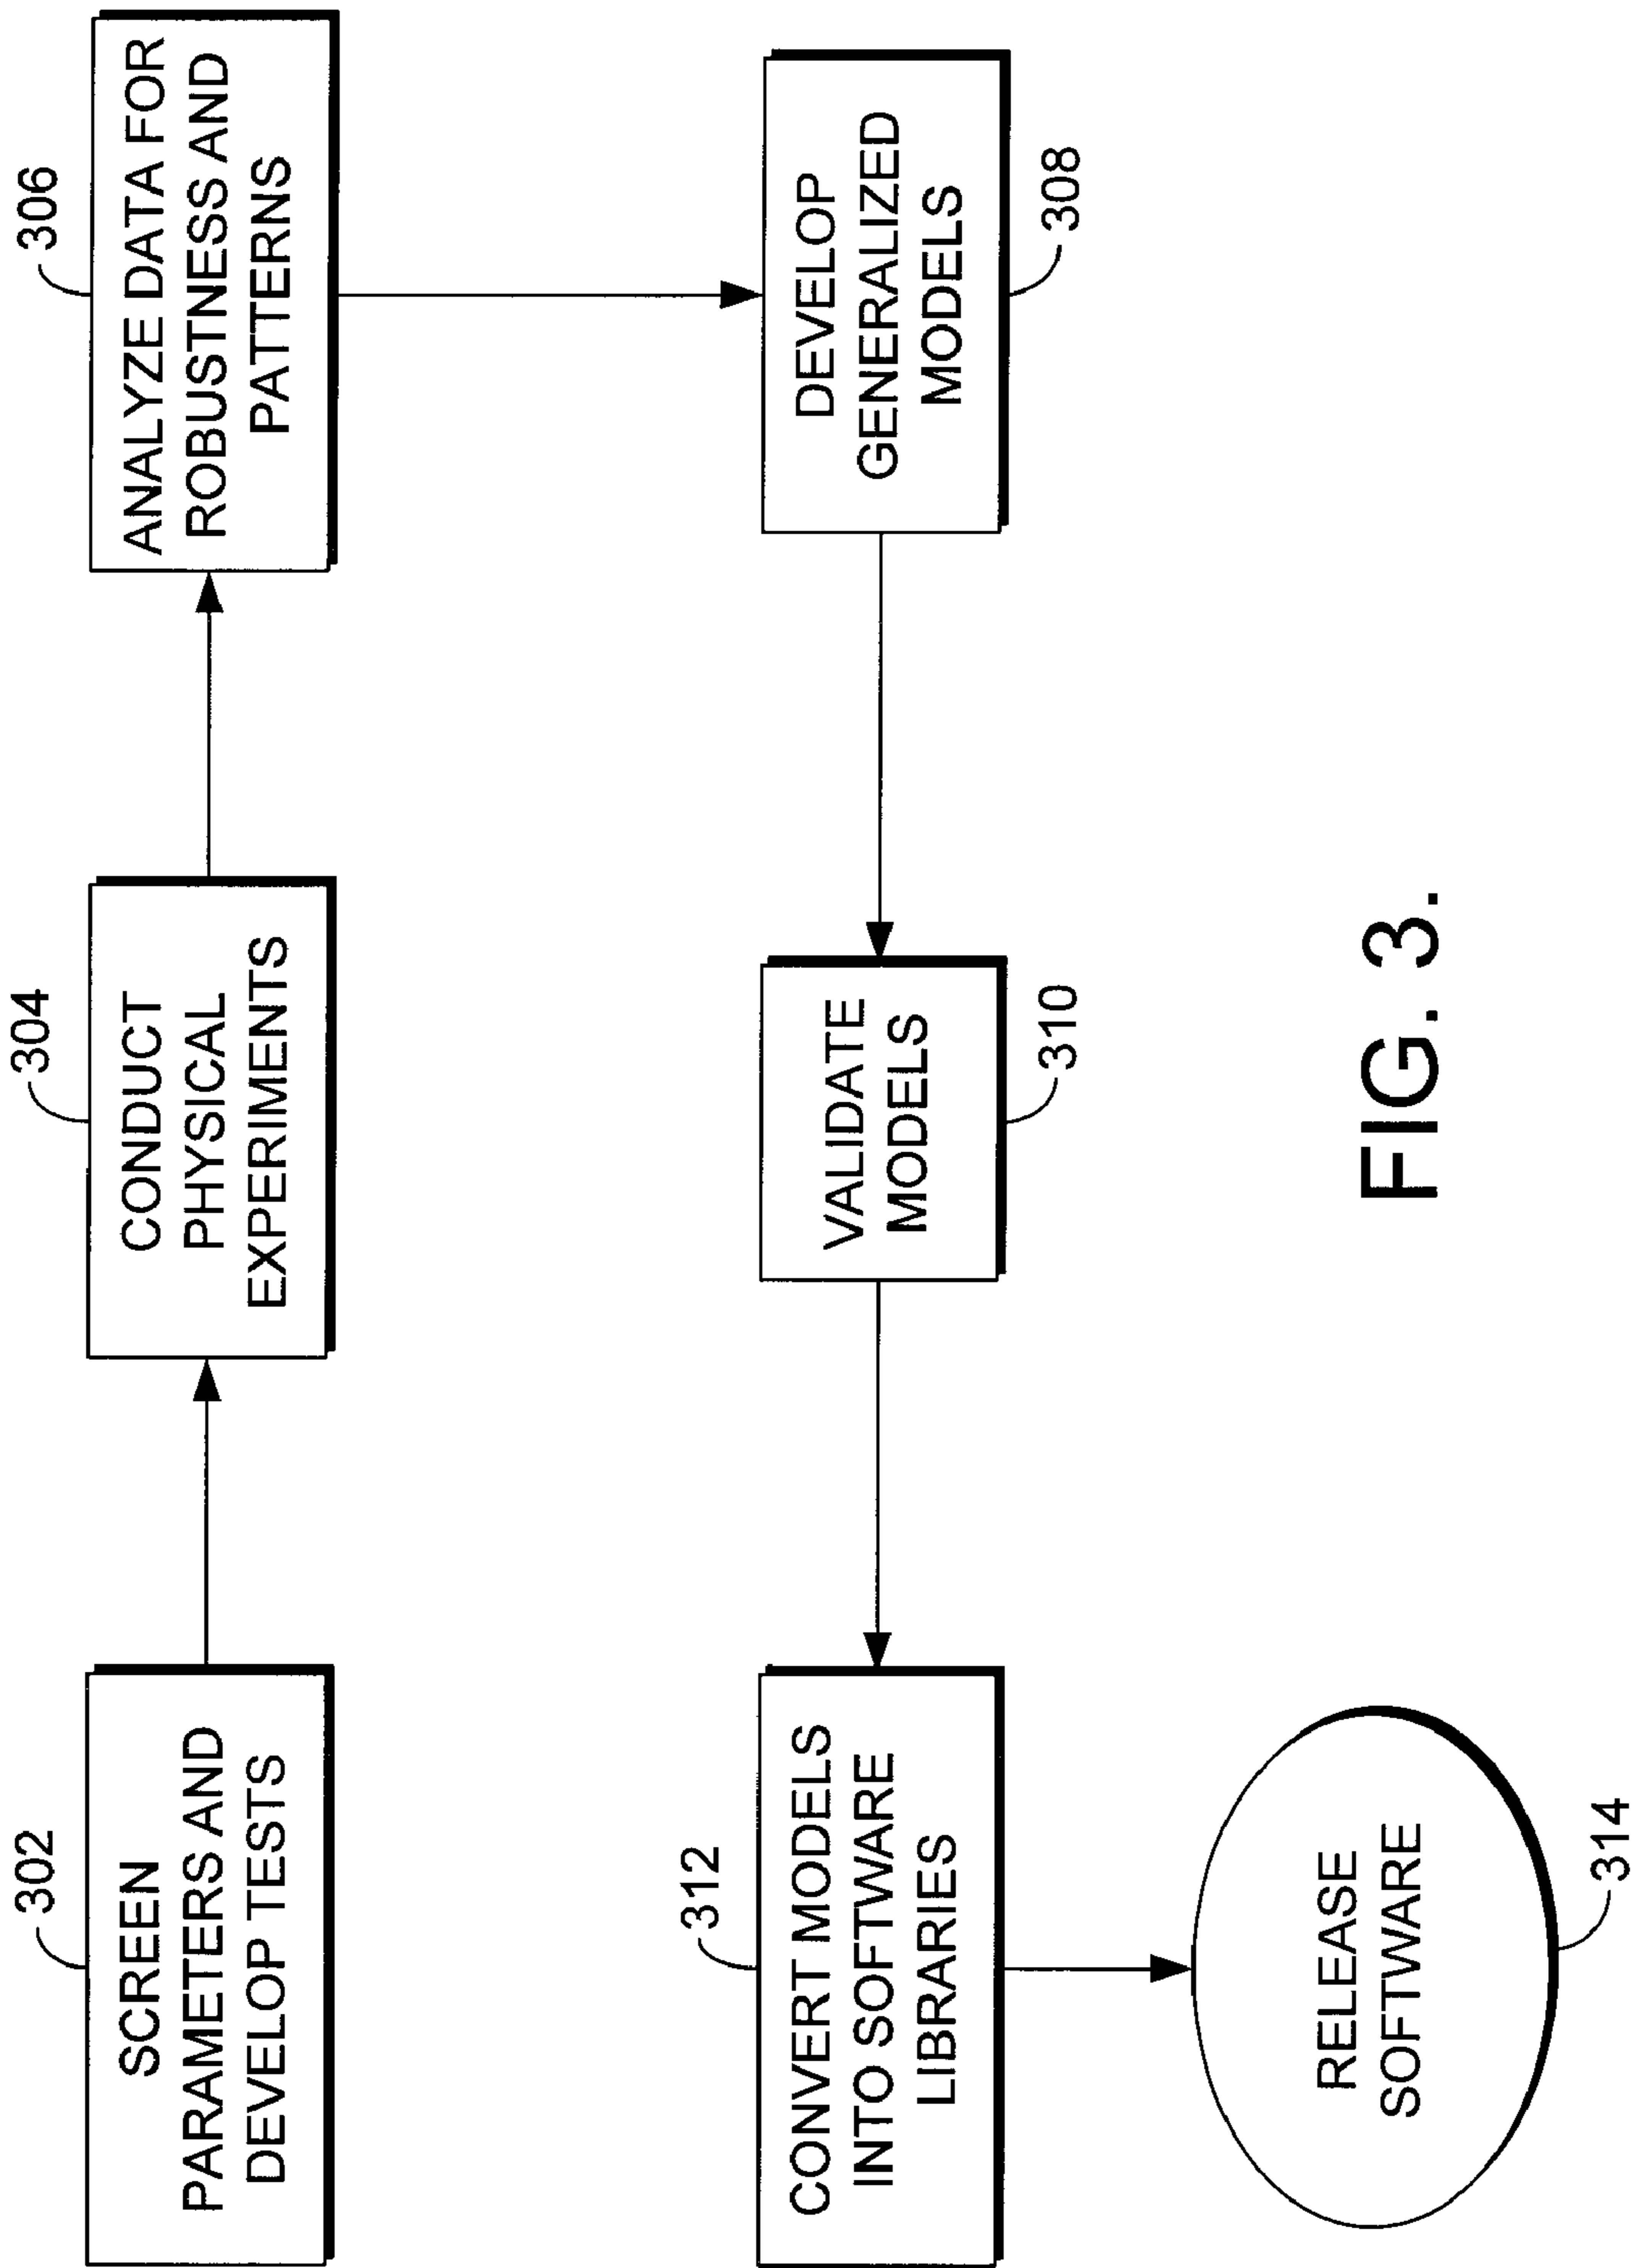 302
SCREEN
PARAMETERS AND
DEVELOP TESTS
304
CONDUCT
PHYSICAL
EXPERIMENTS
306
ANALYZE DATA FOR
ROBUSTNESS AND
PATTERNS
DEVELOP
GENERALIZED
MODELS
308
VALIDATE
MODELS
310
312
CONVERT MODELS
INTO SOFTWARE
LIBRARIES
RELEASE
SOFTWARE
314
FIG. 3.